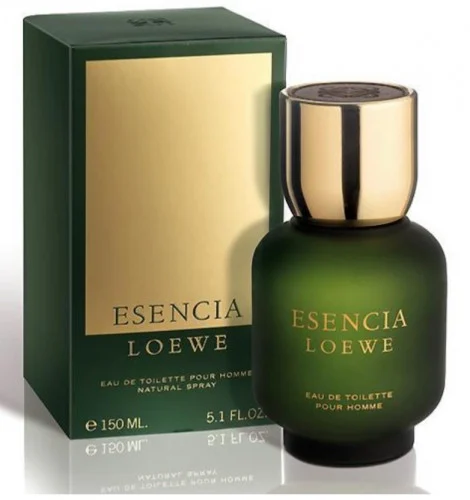 ESENCIA
LOEWE
EAU DE TOILETTE POUR HOMME
NATURAL SPRAY
℮ 150 ML. 5.1 FL.OZ.
ESENCIA
LOEWE
EAU DE TOILETTE
POUR HOMME